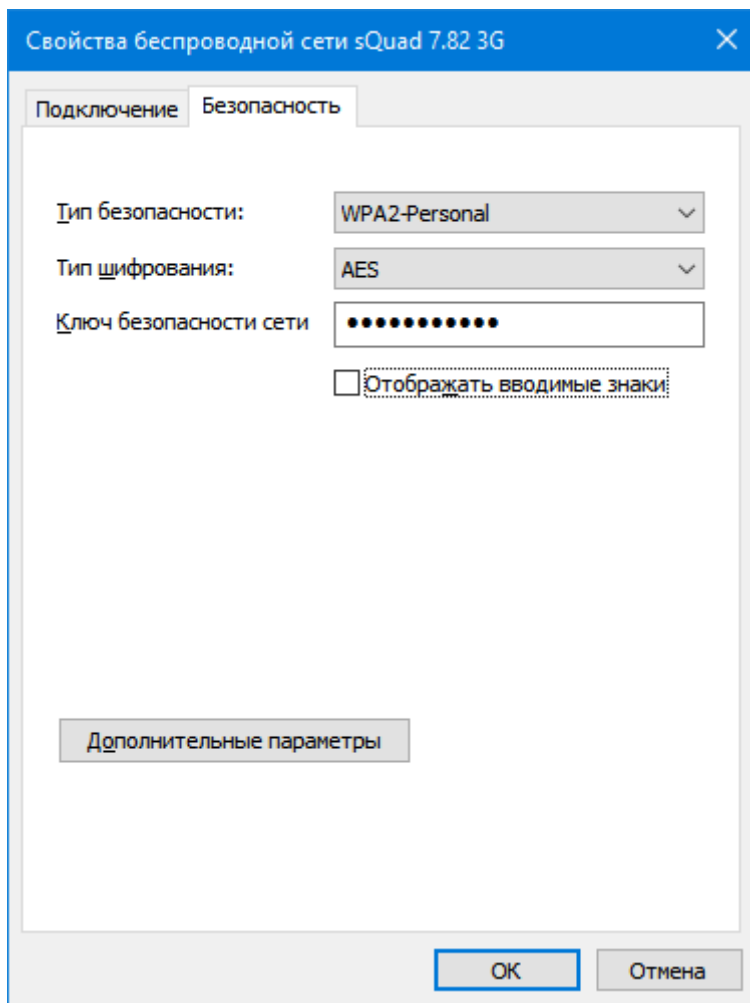 Свойства беспроводной сети sQuad 7.82 3G
Подключение Безопасность
Тип безопасности: WPA2-Personal
Тип шифрования: AES
Ключ безопасности сети •••••••••••
Отображать вводимые знаки
Дополнительные параметры
OK Отмена